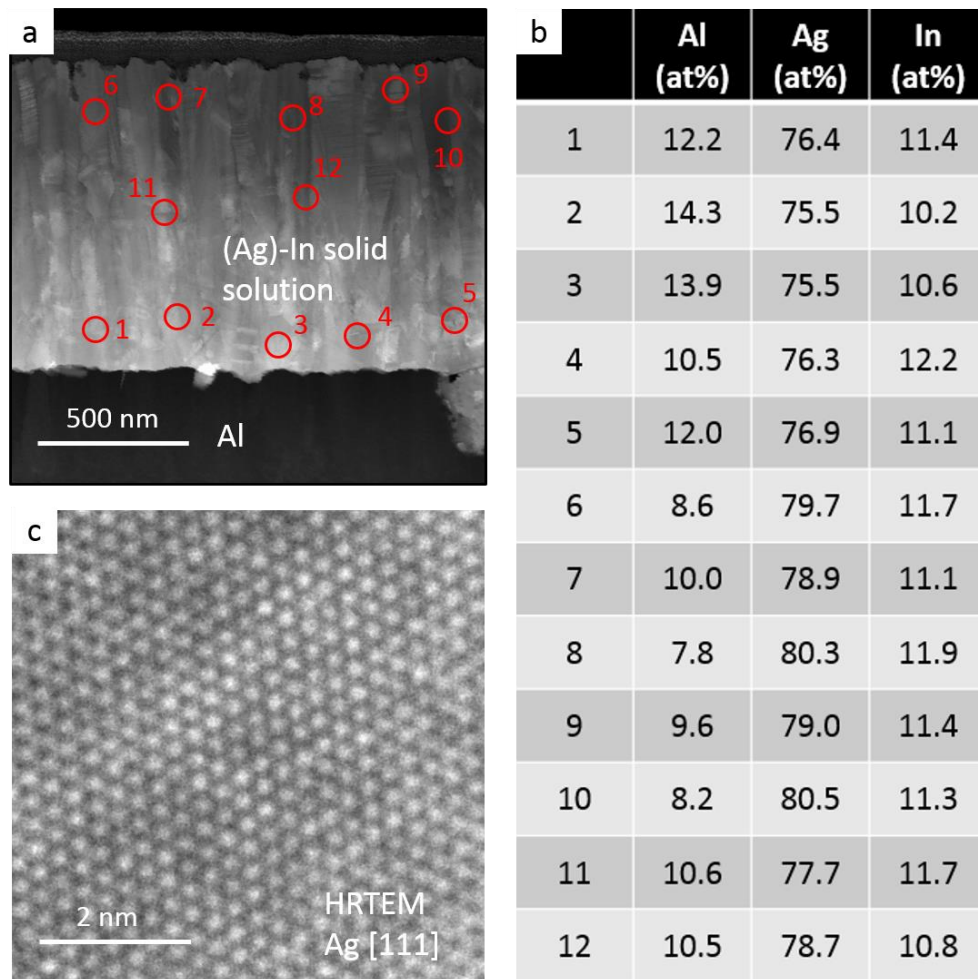 a
6
7
8
9
10
11
12
(Ag)-In solid
solution
1
2
3
4
5
500 nm
Al
b
Al (at%) Ag (at%) In (at%)
1 12.2 76.4 11.4
2 14.3 75.5 10.2
3 13.9 75.5 10.6
4 10.5 76.3 12.2
5 12.0 76.9 11.1
6 8.6 79.7 11.7
7 10.0 78.9 11.1
8 7.8 80.3 11.9
9 9.6 79.0 11.4
10 8.2 80.5 11.3
11 10.6 77.7 11.7
12 10.5 78.7 10.8
c
2 nm
HRTEM
Ag [111]